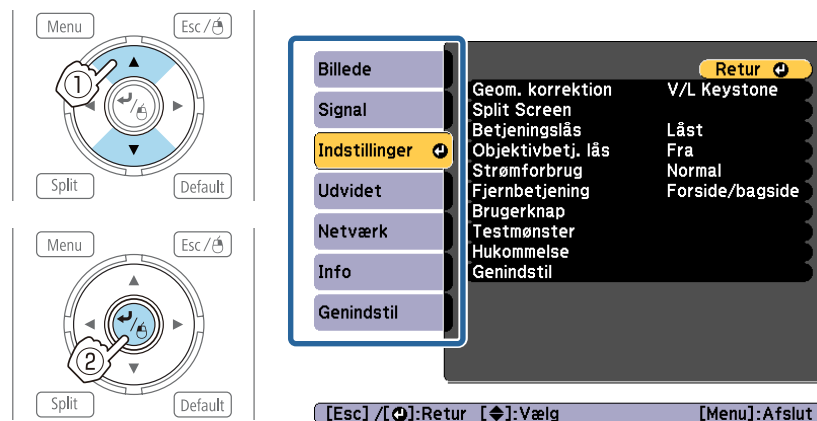 Menu
Esc/
1
Split
Default
Menu
Esc/
2
Split
Default
Billede
Signal
Indstillinger
Udvidet
Netværk
Info
Genindstil
Retur
Geom. korrektion V/L Keystone
Split Screen
Betjeningslås Låst
Objektivbetj. lås Fra
Strømforbrug Normal
Fjernbetjening Forside/bagside
Brugerknap
Testmønster
Hukommelse
Genindstil
[Esc] /[⏎]:Retur [◆]:Vælg [Menu]:Afslut